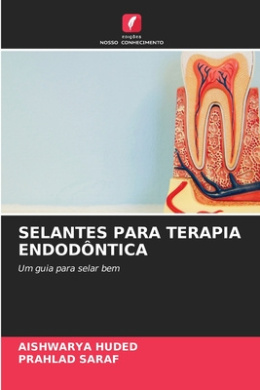 edições
NOSSO CONHECIMENTO
SELANTES PARA TERAPIA
ENDODÔNTICA
Um guia para selar bem
AISHWARYA HUDED
PRAHLAD SARAF